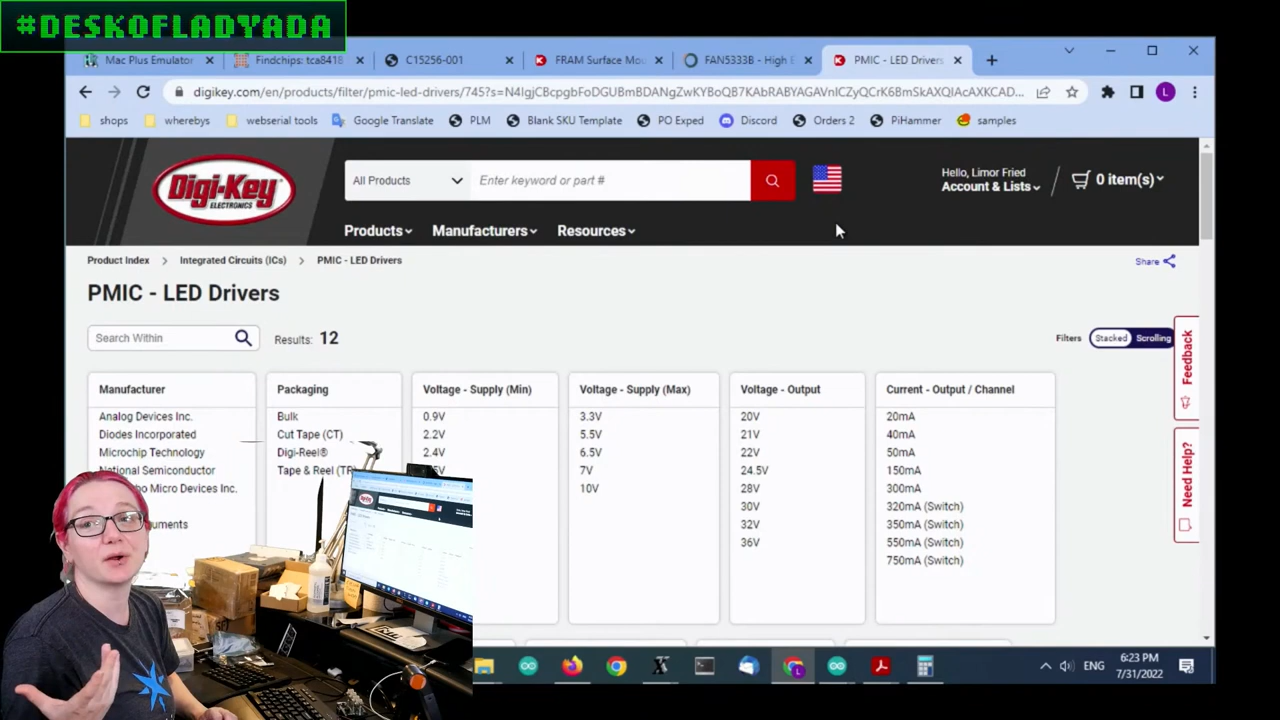 #DESKOFLADYADA
Mac Plus Emulator
Findchips: tca8418
C15256-001
FRAM Surface Mou
FAN5333B - High E
PMIC - LED Drivers
digikey.com/en/products/filter/pmic-led-drivers/745?s=N4IgjCBcpgbFoDGUBmBDANgZwKYBoQB7KAbRABYAGAVnICZyQCrK6BmSkAXQIAcAXKCAD...
L
shops
wherebys
webserial tools
Google Translate
PLM
Blank SKU Template
PO Exped
Discord
Orders 2
PiHammer
samples
Digi-Key
ELECTRONICS
All Products
Enter keyword or part #
Hello, Limor Fried
Account & Lists
0 item(s)
Products
Manufacturers
Resources
Product Index
Integrated Circuits (ICs)
PMIC - LED Drivers
Share
PMIC - LED Drivers
Search Within
Results: 12
Filters
Stacked
Scrolling
Feedback
Need Help?
Manufacturer
Analog Devices Inc.
Diodes Incorporated
Microchip Technology
National Semiconductor
Micro Devices Inc.
Packaging
Bulk
Cut Tape (CT)
Digi-Reel®
Tape & Reel (TR)
Voltage - Supply (Min)
0.9V
2.2V
2.4V
Voltage - Supply (Max)
3.3V
5.5V
6.5V
7V
10V
Voltage - Output
20V
21V
22V
24.5V
28V
30V
32V
36V
Current - Output / Channel
20mA
40mA
50mA
150mA
300mA
320mA (Switch)
350mA (Switch)
550mA (Switch)
750mA (Switch)
ENG
6:23 PM
7/31/2022